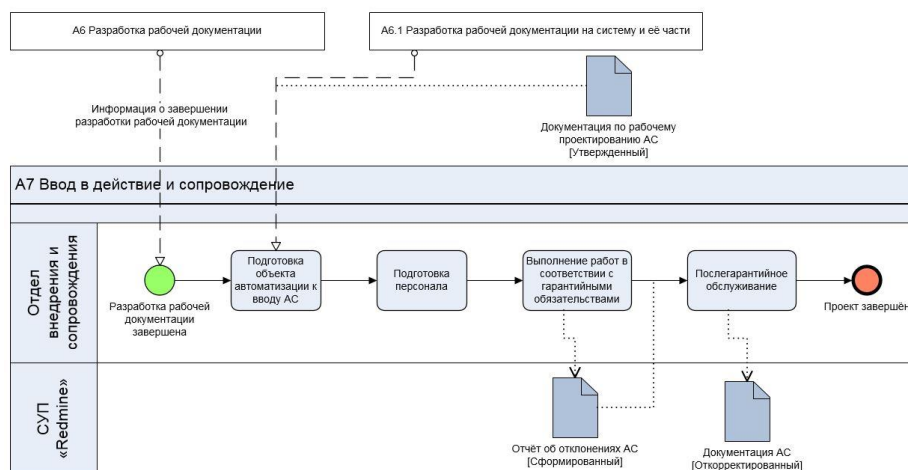 А6 Разработка рабочей документации
А6.1 Разработка рабочей документации на систему и её части
Информация о завершении
разработки рабочей документации
Документация по рабочему
проектированию АС
[Утвержденный]
А7 Ввод в действие и сопровождение
Отдел
внедрения и
сопровождения
Разработка рабочей
документации
завершена
Подготовка
объекта
автоматизации к
вводу АС
Подготовка
персонала
Выполнение работ в
соответствии с
гарантийными
обязательствами
Послегарантийное
обслуживание
Проект завершён
СУП
«Redmine»
Отчёт об отклонениях АС
[Сформированный]
Документация АС
[Откорректированный]